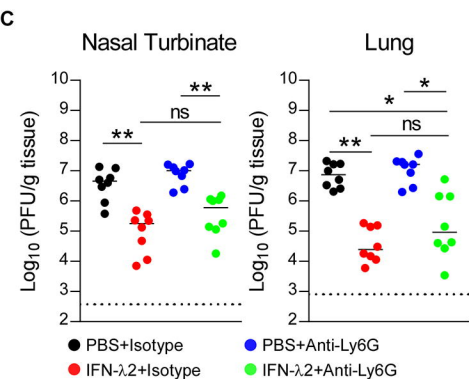 C
Nasal Turbinate
Lung
Log10 (PFU/g tissue)
10
9
8
7
6
5
4
3
2
**
ns
**
Log10 (PFU/g tissue)
10
9
8
7
6
5
4
3
2
*
*
ns
**
PBS+Isotype
PBS+Anti-Ly6G
IFN-λ2+Isotype
IFN-λ2+Anti-Ly6G